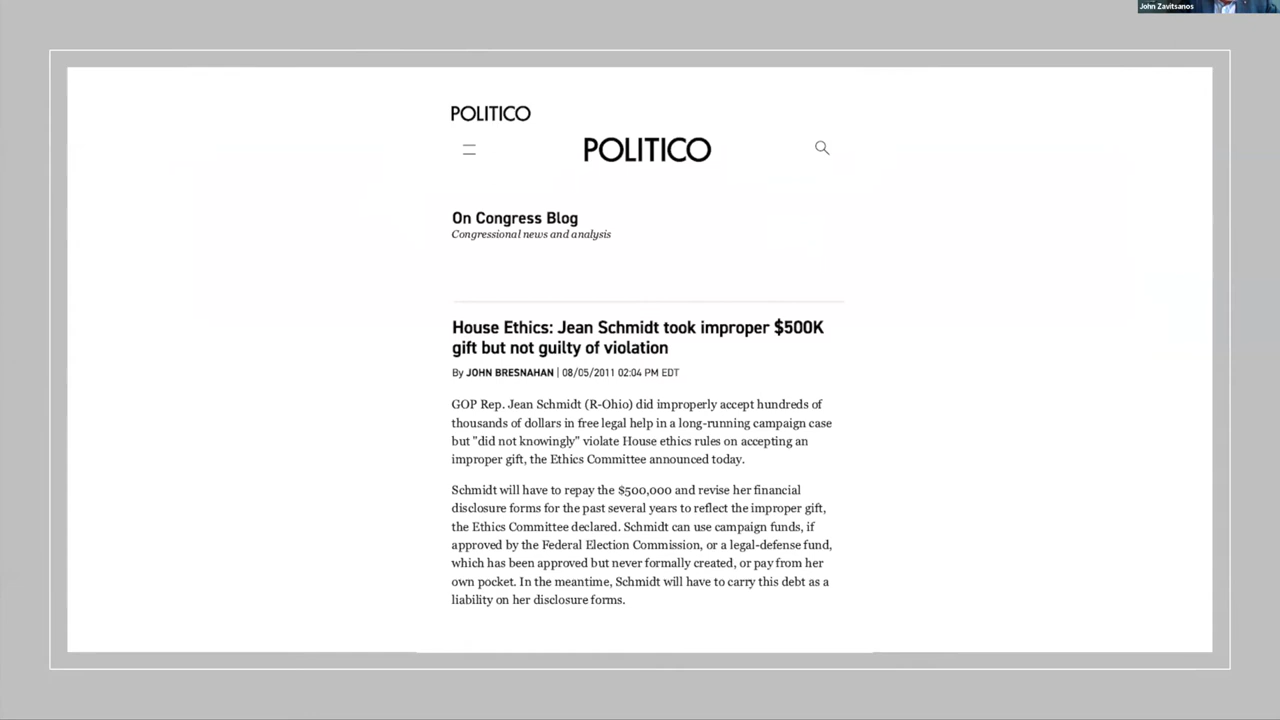 John Zavitsanos
POLITICO
POLITICO
On Congress Blog
Congressional news and analysis
House Ethics: Jean Schmidt took improper $500K
gift but not guilty of violation
By JOHN BRESNAHAN | 08/05/2011 02:04 PM EDT
GOP Rep. Jean Schmidt (R-Ohio) did improperly accept hundreds of
thousands of dollars in free legal help in a long-running campaign case
but "did not knowingly" violate House ethics rules on accepting an
improper gift, the Ethics Committee announced today.
Schmidt will have to repay the $500,000 and revise her financial
disclosure forms for the past several years to reflect the improper gift,
the Ethics Committee declared. Schmidt can use campaign funds, if
approved by the Federal Election Commission, or a legal-defense fund,
which has been approved but never formally created, or pay from her
own pocket. In the meantime, Schmidt will have to carry this debt as a
liability on her disclosure forms.